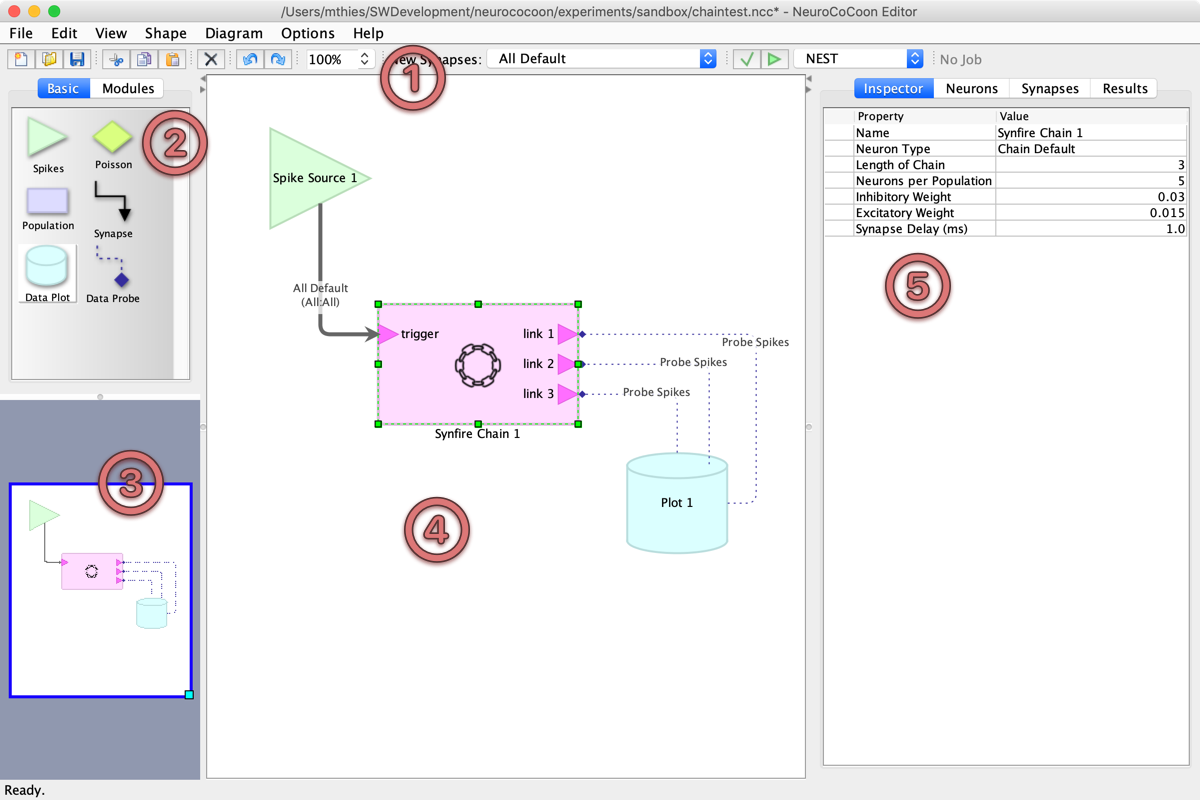 /Users/mthies/SWDevelopment/neurococoon/experiments/sandbox/chaintest.ncc* - NeuroCoCoon Editor
File Edit View Shape Diagram Options Help
100% New Synapses: All Default NEST No Job
1
Basic Modules
Inspector Neurons Synapses Results
2
Spikes Poisson
Population Synapse
Data Plot Data Probe
Property Value
Name Synfire Chain 1
Neuron Type Chain Default
Length of Chain 3
Neurons per Population 5
Inhibitory Weight 0.03
Excitatory Weight 0.015
Synapse Delay (ms) 1.0
5
Spike Source 1
All Default
(All:All)
trigger link 1
link 2
link 3
Probe Spikes
Probe Spikes
Probe Spikes
Synfire Chain 1
Plot 1
3
4
Ready.